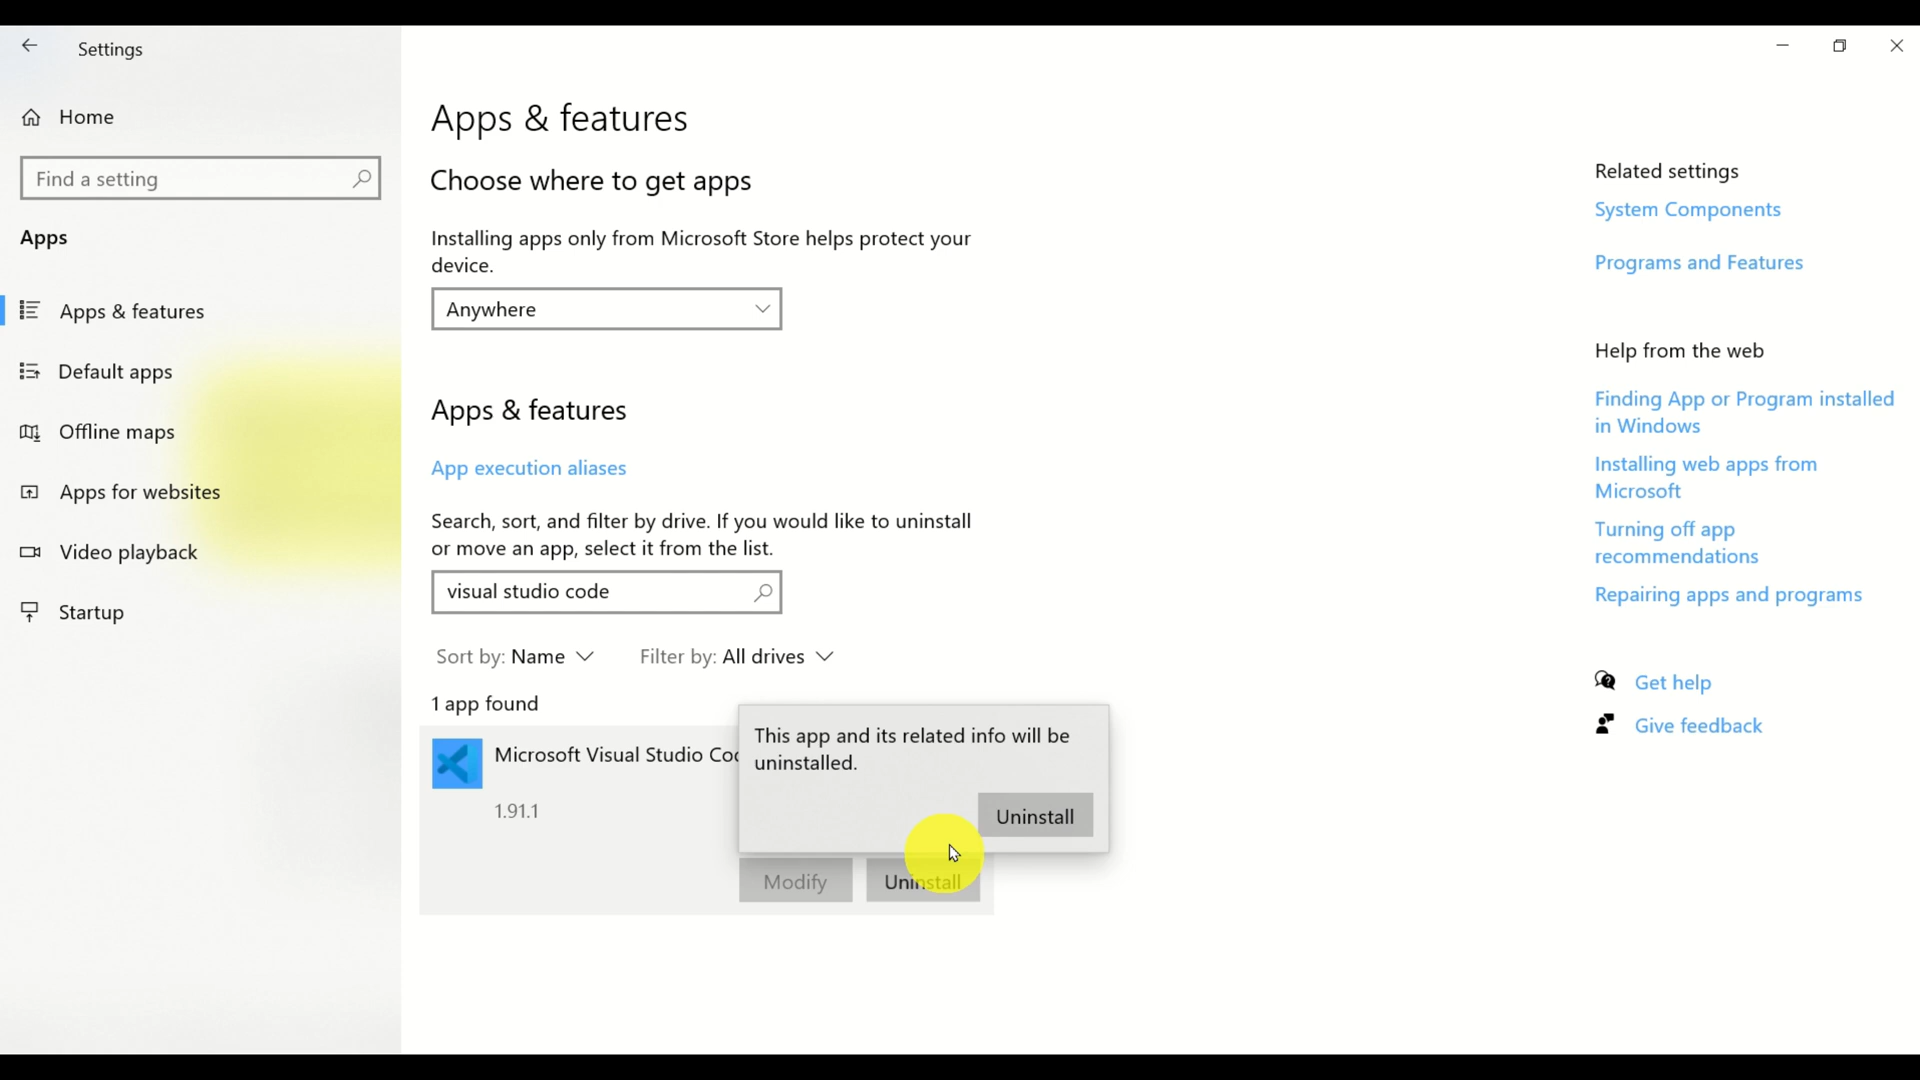 Settings
Home
Find a setting
Apps
Apps & features
Default apps
Offline maps
Apps for websites
Video playback
Startup
Apps & features
Choose where to get apps
Installing apps only from Microsoft Store helps protect your
device.
Anywhere
Apps & features
App execution aliases
Search, sort, and filter by drive. If you would like to uninstall
or move an app, select it from the list.
visual studio code
Sort by: Name
Filter by: All drives
1 app found
Microsoft Visual Studio Co
1.91.1
This app and its related info will be
uninstalled.
Uninstall
Modify
Uninstall
Related settings
System Components
Programs and Features
Help from the web
Finding App or Program installed
in Windows
Installing web apps from
Microsoft
Turning off app
recommendations
Repairing apps and programs
Get help
Give feedback